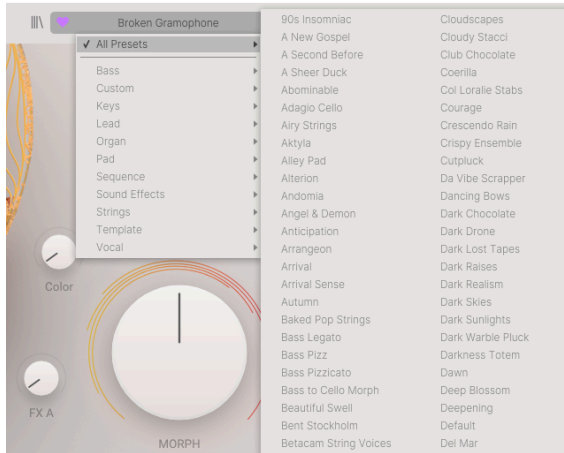 Broken Gramophone
✓ All Presets
Bass
Custom
Keys
Lead
Organ
Pad
Sequence
Sound Effects
Strings
Template
Vocal
Color
FX A
MORPH
90s Insomniac
A New Gospel
A Second Before
A Sheer Duck
Abominable
Adagio Cello
Airy Strings
Aktyla
Alley Pad
Alterion
Andomia
Angel & Demon
Anticipation
Arrangeon
Arrival
Arrival Sense
Autumn
Baked Pop Strings
Bass Legato
Bass Pizz
Bass Pizzicato
Bass to Cello Morph
Beautiful Swell
Bent Stockholm
Betacam String Voices
Cloudscapes
Cloudy Stacci
Club Chocolate
Coerilla
Col Loralie Stabs
Courage
Crescendo Rain
Crispy Ensemble
Cutpluck
Da Vibe Scrapper
Dancing Bows
Dark Chocolate
Dark Drone
Dark Lost Tapes
Dark Raises
Dark Realism
Dark Skies
Dark Sunlights
Dark Warble Pluck
Darkness Totem
Dawn
Deep Blossom
Deepening
Default
Del Mar